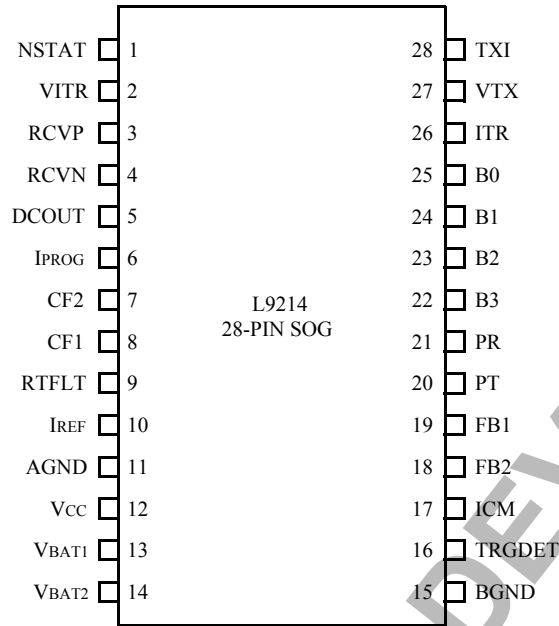 NSTAT 1 28 TXI
VITR 2 27 VTX
RCVP 3 26 ITR
RCVN 4 25 B0
DCOUT 5 24 B1
IPROG 6 23 B2
CF2 7 22 B3
L9214
28-PIN SOG
CF1 8 21 PR
RTFLT 9 20 PT
IREF 10 19 FB1
AGND 11 18 FB2
VCC 12 17 ICM
VBAT1 13 16 TRGDET
VBAT2 14 15 BGND
DEV